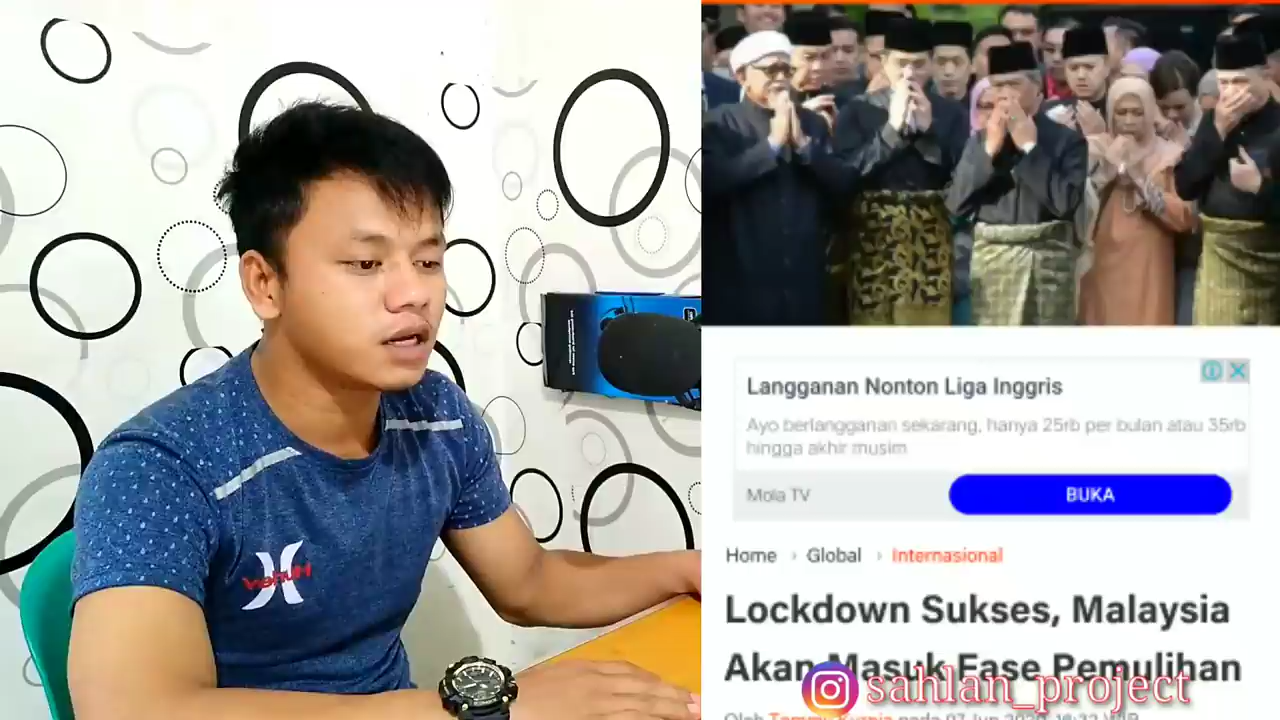 Langganan Nonton Liga Inggris
Ayo berlangganan sekarang, hanya 25rb per bulan atau 35rb
hingga akhir musim
Mola TV
BUKA
Home > Global > Internasional
Lockdown Sukses, Malaysia
Akan Masuk Fase Pemulihan
sahlan_project